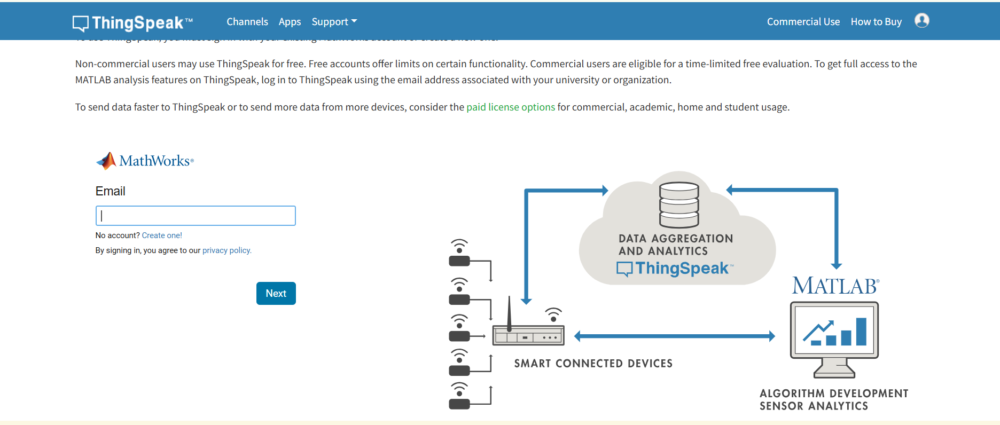 ThingSpeak™
Channels Apps Support
Commercial Use How to Buy
Non-commercial users may use ThingSpeak for free. Free accounts offer limits on certain functionality. Commercial users are eligible for a time-limited free evaluation. To get full access to the
MATLAB analysis features on ThingSpeak, log in to ThingSpeak using the email address associated with your university or organization.
To send data faster to ThingSpeak or to send more data from more devices, consider the paid license options for commercial, academic, home and student usage.
MathWorks®
Email
No account? Create one!
By signing in, you agree to our privacy policy.
Next
DATA AGGREGATION
AND ANALYTICS
ThingSpeak™
SMART CONNECTED DEVICES
MATLAB®
ALGORITHM DEVELOPMENT
SENSOR ANALYTICS